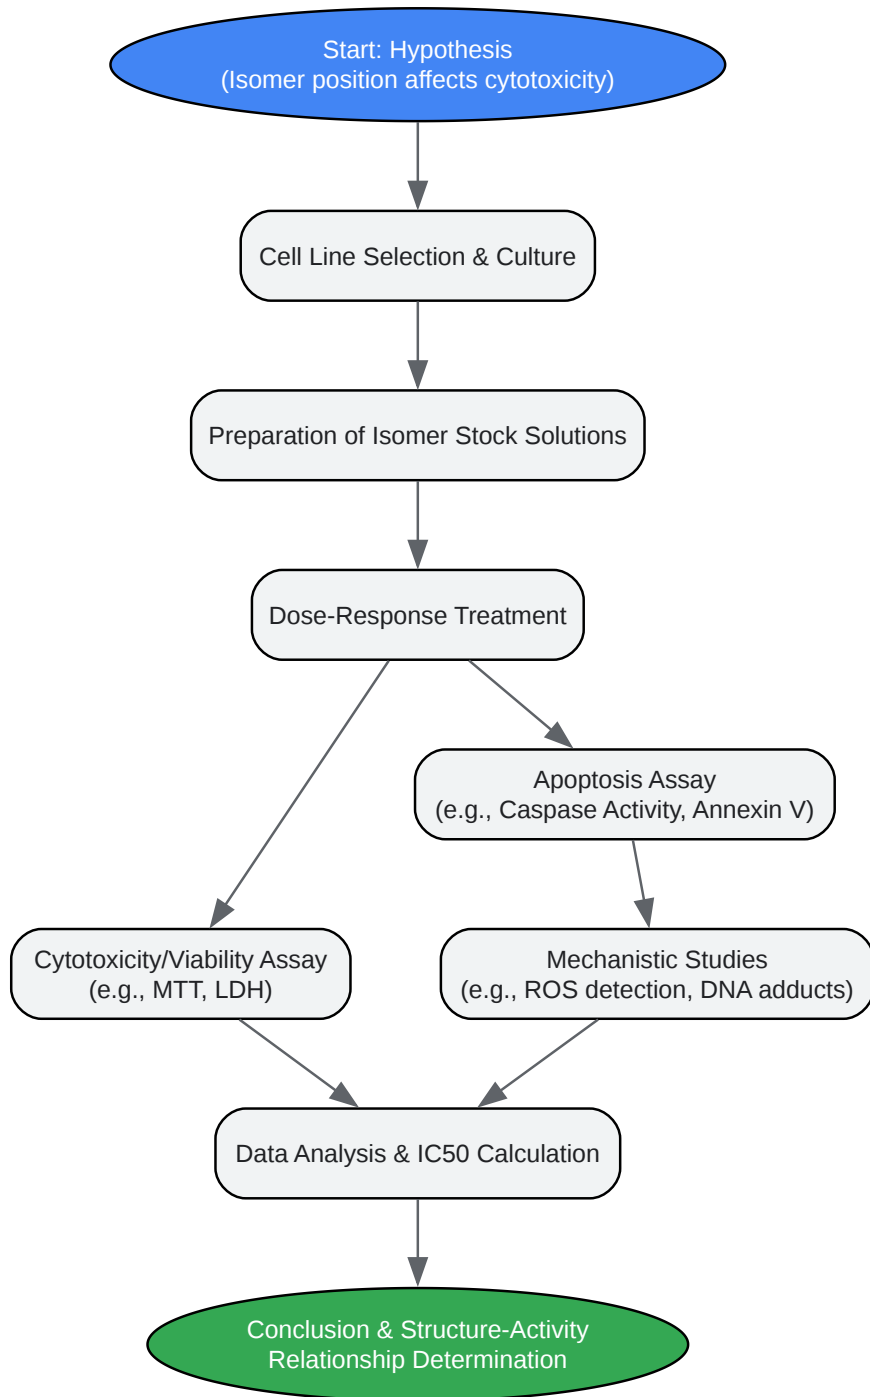 Start: Hypothesis
(Isomer position affects cytotoxicity)
Cell Line Selection & Culture
Preparation of Isomer Stock Solutions
Dose-Response Treatment
Apoptosis Assay
(e.g., Caspase Activity, Annexin V)
Cytotoxicity/Viability Assay
(e.g., MTT, LDH)
Mechanistic Studies
(e.g., ROS detection, DNA adducts)
Data Analysis & IC50 Calculation
Conclusion & Structure-Activity
Relationship Determination